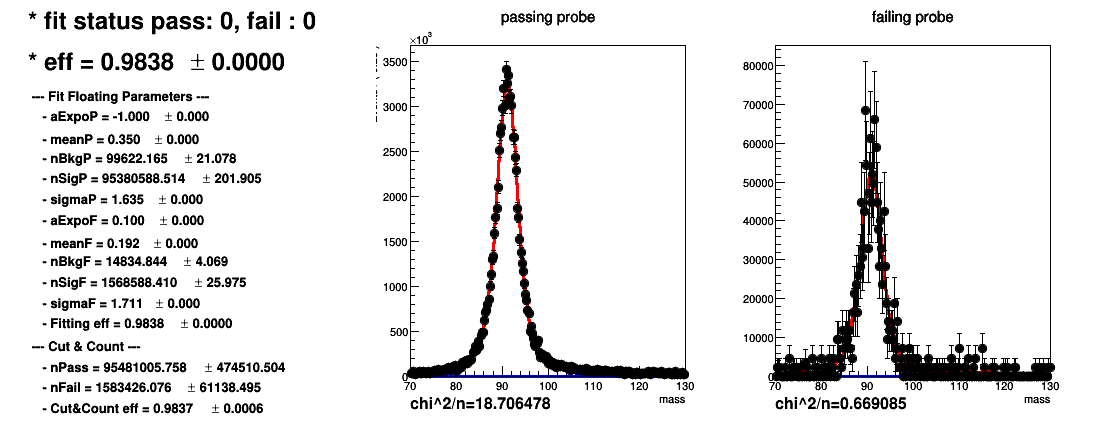 * fit status pass: 0, fail : 0
* eff = 0.9838 ± 0.0000
--- Fit Floating Parameters ---
- aExpoP = -1.000 ± 0.000
- meanP = 0.350 ± 0.000
- nBkgP = 99622.165 ± 21.078
- nSigP = 95380588.514 ± 201.905
- sigmaP = 1.635 ± 0.000
- aExpoF = 0.100 ± 0.000
- meanF = 0.192 ± 0.000
- nBkgF = 14834.844 ± 4.069
- nSigF = 1568588.410 ± 25.975
- sigmaF = 1.711 ± 0.000
- Fitting eff = 0.9838 ± 0.0000
--- Cut & Count ---
- nPass = 95481005.758 ± 474510.504
- nFail = 1583426.076 ± 61138.495
- Cut&Count eff = 0.9837 ± 0.0006
passing probe
×10³
3500
3000
2500
2000
1500
1000
500
0
70 80 90 100 110 120 130
mass
chi^2/n=18.706478
failing probe
80000
70000
60000
50000
40000
30000
20000
10000
0
70 80 90 100 110 120 130
mass
chi^2/n=0.669085